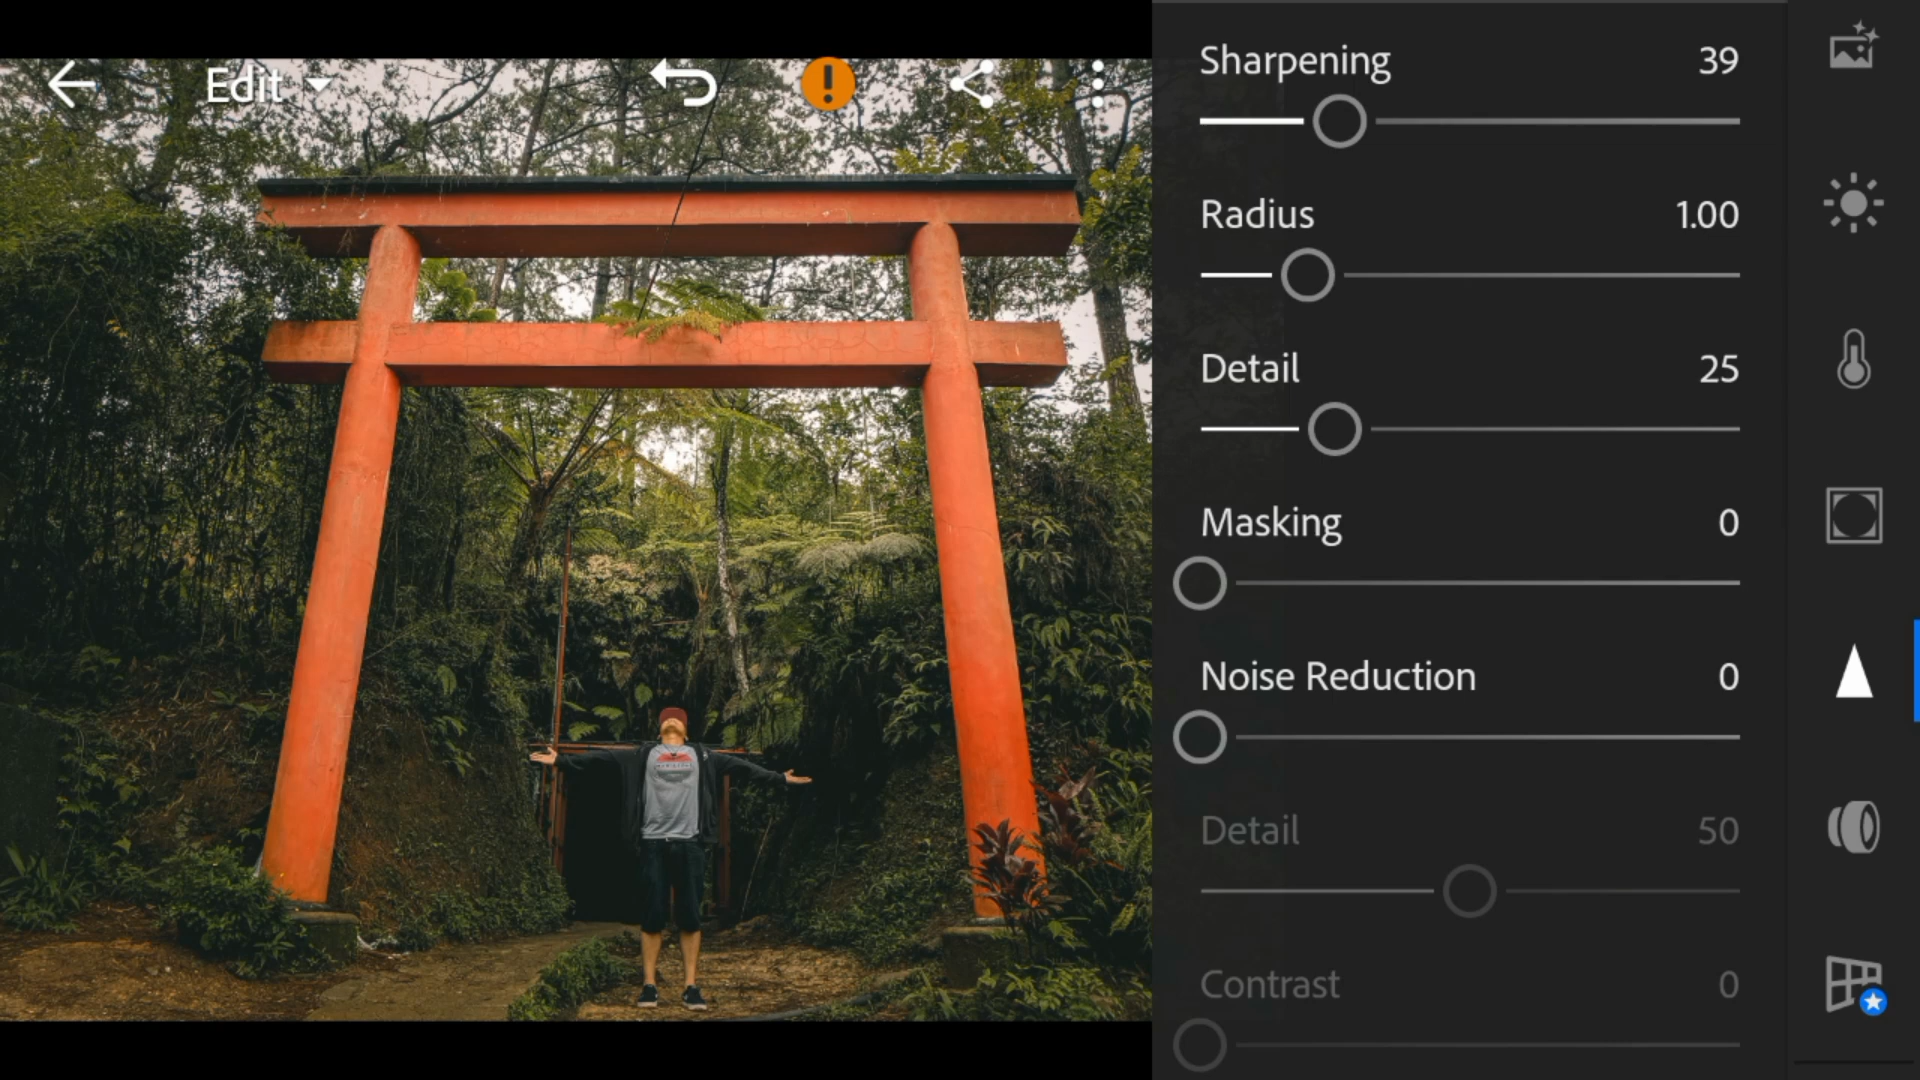 Edit
Sharpening 39
Radius 1.00
Detail 25
Masking 0
Noise Reduction 0
Detail 50
Contrast 0